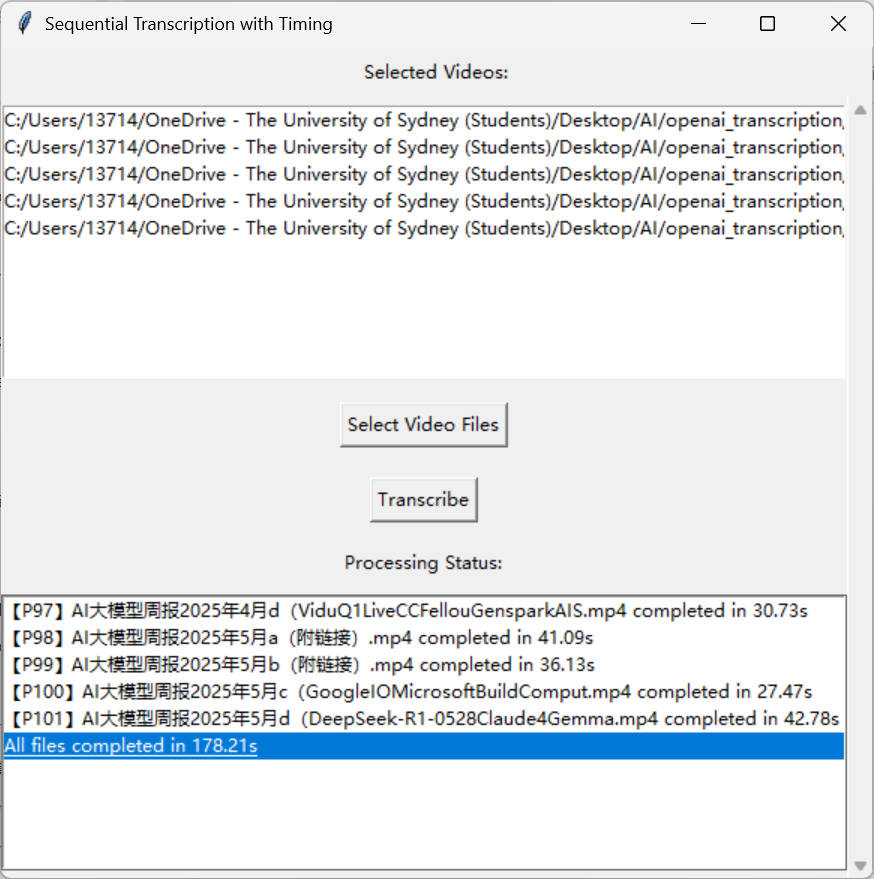 Sequential Transcription with Timing
Selected Videos:
C:/Users/13714/OneDrive - The University of Sydney (Students)/Desktop/AI/openai_transcription
C:/Users/13714/OneDrive - The University of Sydney (Students)/Desktop/AI/openai_transcription
C:/Users/13714/OneDrive - The University of Sydney (Students)/Desktop/AI/openai_transcription
C:/Users/13714/OneDrive - The University of Sydney (Students)/Desktop/AI/openai_transcription
C:/Users/13714/OneDrive - The University of Sydney (Students)/Desktop/AI/openai_transcription
Select Video Files
Transcribe
Processing Status:
【P97】AI大模型周报2025年4月d（ViduQ1LiveCCFellouGensparkAIS.mp4 completed in 30.73s
【P98】AI大模型周报2025年5月a（附链接）.mp4 completed in 41.09s
【P99】AI大模型周报2025年5月b（附链接）.mp4 completed in 36.13s
【P100】AI大模型周报2025年5月c（GoogleIOMicrosoftBuildComput.mp4 completed in 27.47s
【P101】AI大模型周报2025年5月d（DeepSeek-R1-0528Claude4Gemma.mp4 completed in 42.78s
All files completed in 178.21s